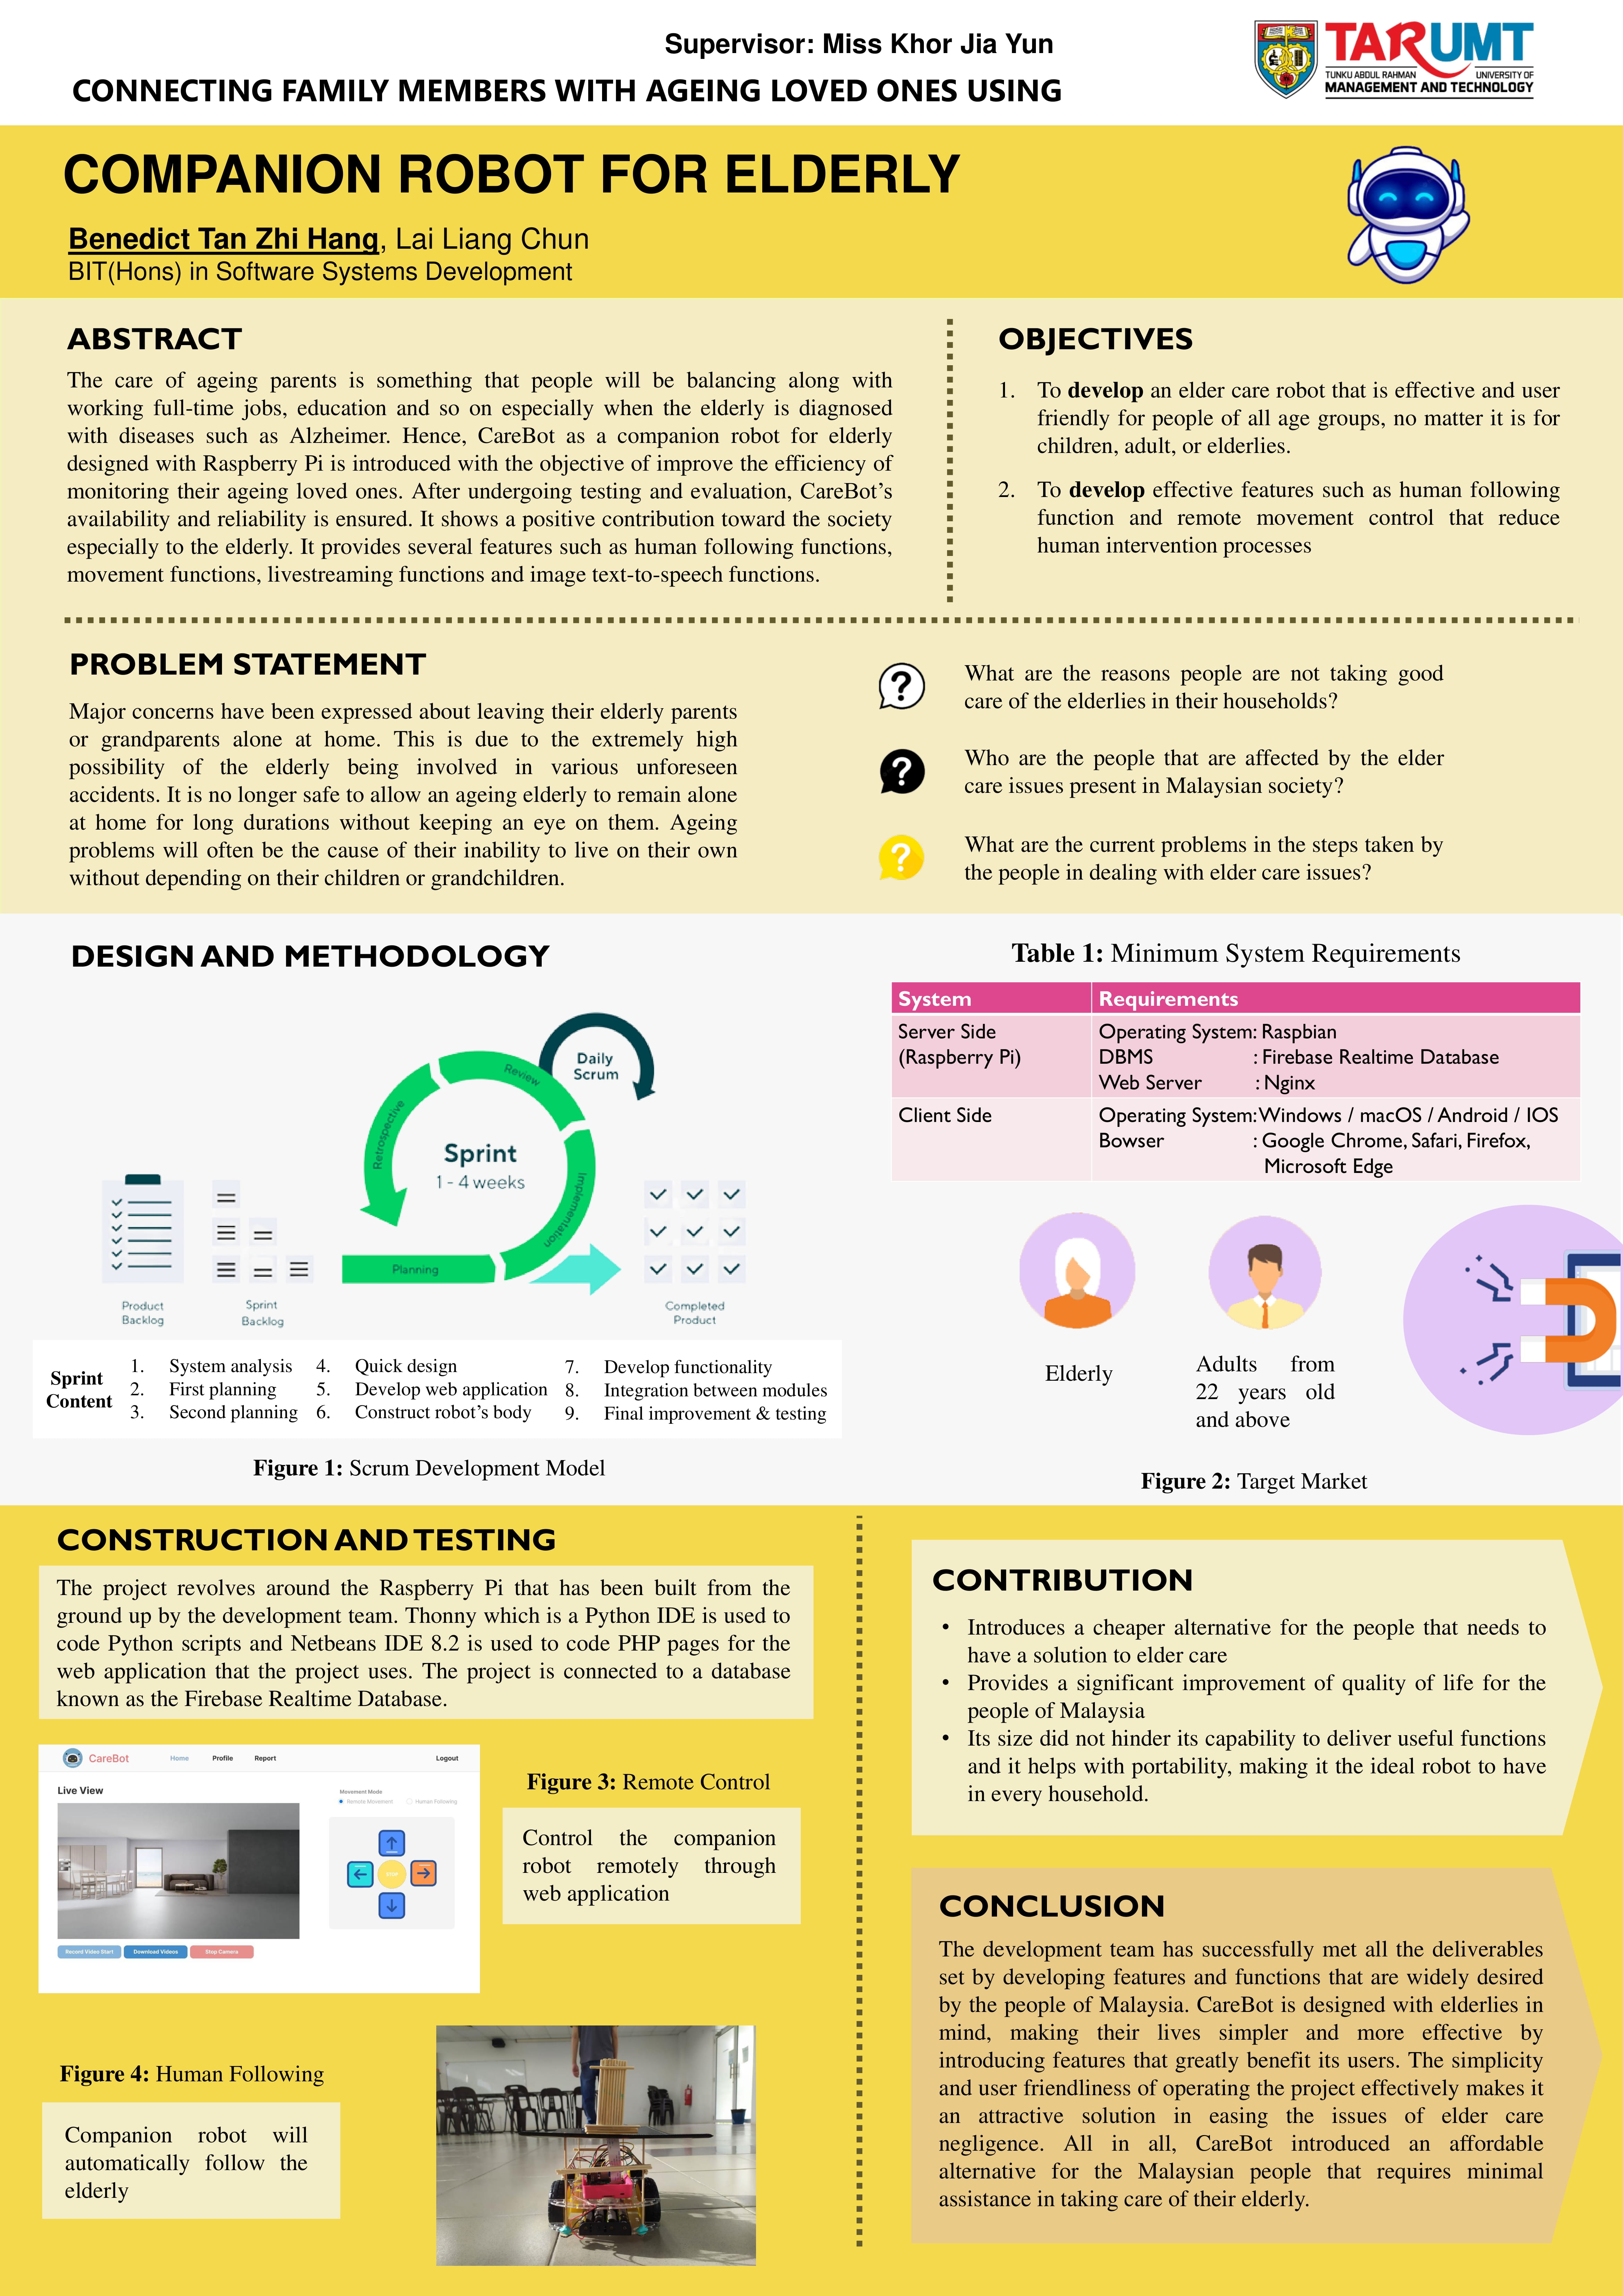 Supervisor: Miss Khor Jia Yun
CONNECTING FAMILY MEMBERS WITH AGEING LOVED ONES USING
TARUMT
TUNKU ABDUL RAHMAN UNIVERSITY OF
MANAGEMENT AND TECHNOLOGY
COMPANION ROBOT FOR ELDERLY
Benedict Tan Zhi Hang, Lai Liang Chun
BIT(Hons) in Software Systems Development
ABSTRACT
The care of ageing parents is something that people will be balancing along with
working full-time jobs, education and so on especially when the elderly is diagnosed
with diseases such as Alzheimer. Hence, CareBot as a companion robot for elderly
designed with Raspberry Pi is introduced with the objective of improve the efficiency of
monitoring their ageing loved ones. After undergoing testing and evaluation, CareBot's
availability and reliability is ensured. It shows a positive contribution toward the society
especially to the elderly. It provides several features such as human following functions,
movement functions, livestreaming functions and image text-to-speech functions.
OBJECTIVES
1. To develop an elder care robot that is effective and user
friendly for people of all age groups, no matter it is for
children, adult, or elderlies.
2. To develop effective features such as human following
function and remote movement control that reduce
human intervention processes
PROBLEM STATEMENT
Major concerns have been expressed about leaving their elderly parents
or grandparents alone at home. This is due to the extremely high
possibility of the elderly being involved in various unforeseen
accidents. It is no longer safe to allow an ageing elderly to remain alone
at home for long durations without keeping an eye on them. Ageing
problems will often be the cause of their inability to live on their own
without depending on their children or grandchildren.
?
What are the reasons people are not taking good
care of the elderlies in their households?
?
Who are the people that are affected by the elder
care issues present in Malaysian society?
?
What are the current problems in the steps taken by
the people in dealing with elder care issues?
DESIGN AND METHODOLOGY
Daily
Scrum
Review
Retrospective
Sprint
1 - 4 weeks
Implementation
Planning
Product
Backlog
Sprint
Backlog
Completed
Product
Sprint
Content
1. System analysis
2. First planning
3. Second planning
4. Quick design
5. Develop web application
6. Construct robot's body
7. Develop functionality
8. Integration between modules
9. Final improvement & testing
Figure 1: Scrum Development Model
Table 1: Minimum System Requirements
System Requirements
Server Side
(Raspberry Pi)
Operating System: Raspbian
DBMS : Firebase Realtime Database
Web Server : Nginx
Client Side
Operating System: Windows / macOS / Android / IOS
Bowser : Google Chrome, Safari, Firefox,
Microsoft Edge
Elderly
Adults from
22 years old
and above
Figure 2: Target Market
CONSTRUCTION AND TESTING
The project revolves around the Raspberry Pi that has been built from the
ground up by the development team. Thonny which is a Python IDE is used to
code Python scripts and Netbeans IDE 8.2 is used to code PHP pages for the
web application that the project uses. The project is connected to a database
known as the Firebase Realtime Database.
CareBot Home Profile Report Logout
Live View
Movement Mode
Remote Movement Human Following
Record Video Start Download Videos Stop Camera
Figure 3: Remote Control
Control the companion
robot remotely through
web application
Figure 4: Human Following
Companion robot will
automatically follow the
elderly
CONTRIBUTION
• Introduces a cheaper alternative for the people that needs to
have a solution to elder care
• Provides a significant improvement of quality of life for the
people of Malaysia
• Its size did not hinder its capability to deliver useful functions
and it helps with portability, making it the ideal robot to have
in every household.
CONCLUSION
The development team has successfully met all the deliverables
set by developing features and functions that are widely desired
by the people of Malaysia. CareBot is designed with elderlies in
mind, making their lives simpler and more effective by
introducing features that greatly benefit its users. The simplicity
and user friendliness of operating the project effectively makes it
an attractive solution in easing the issues of elder care
negligence. All in all, CareBot introduced an affordable
alternative for the Malaysian people that requires minimal
assistance in taking care of their elderly.